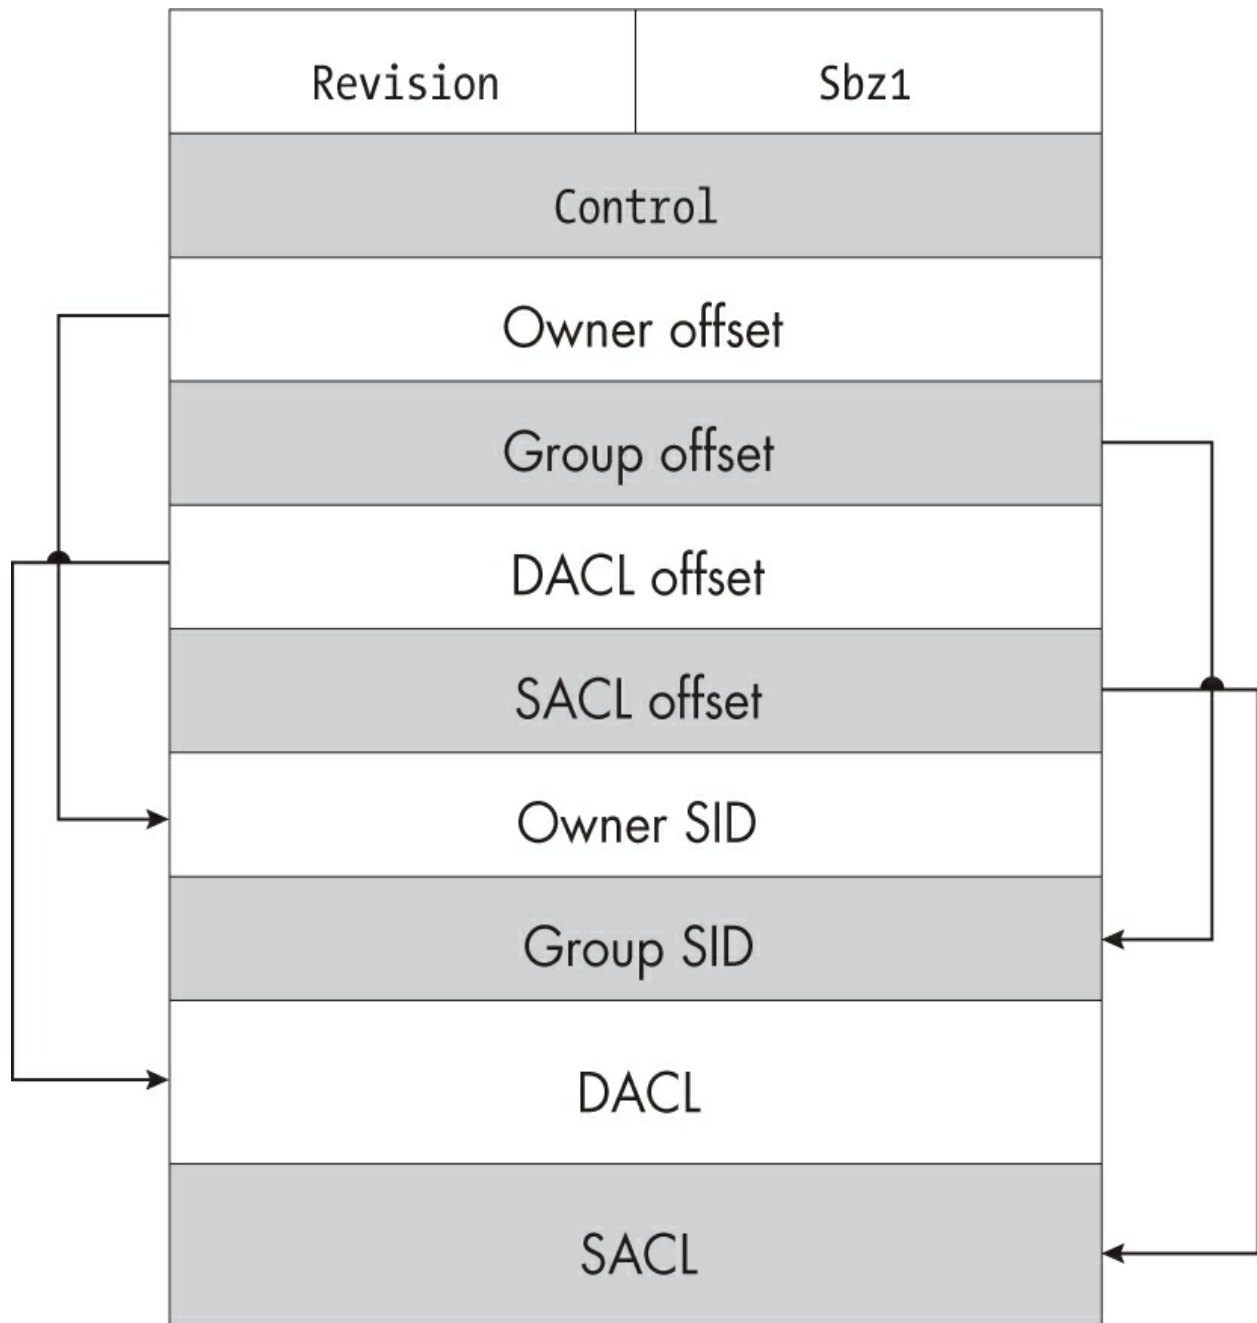 Revision Sbz1
Control
Owner offset
Group offset
DACL offset
SACL offset
Owner SID
Group SID
DACL
SACL